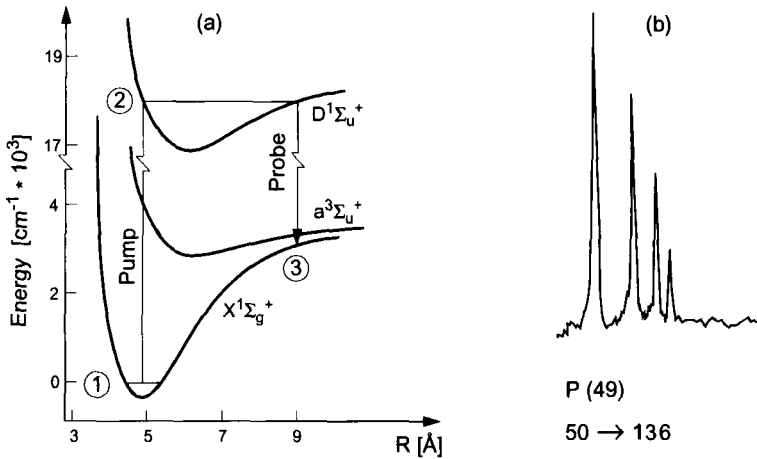 (a)
(b)
Energy [cm⁻¹ * 10³]
19
17
4
2
0
②
①
③
Pump
Probe
D¹Σᵤ⁺
a³Σᵤ⁺
X¹Σg⁺
3
5
7
9
R [Å]
P (49)
50 → 136